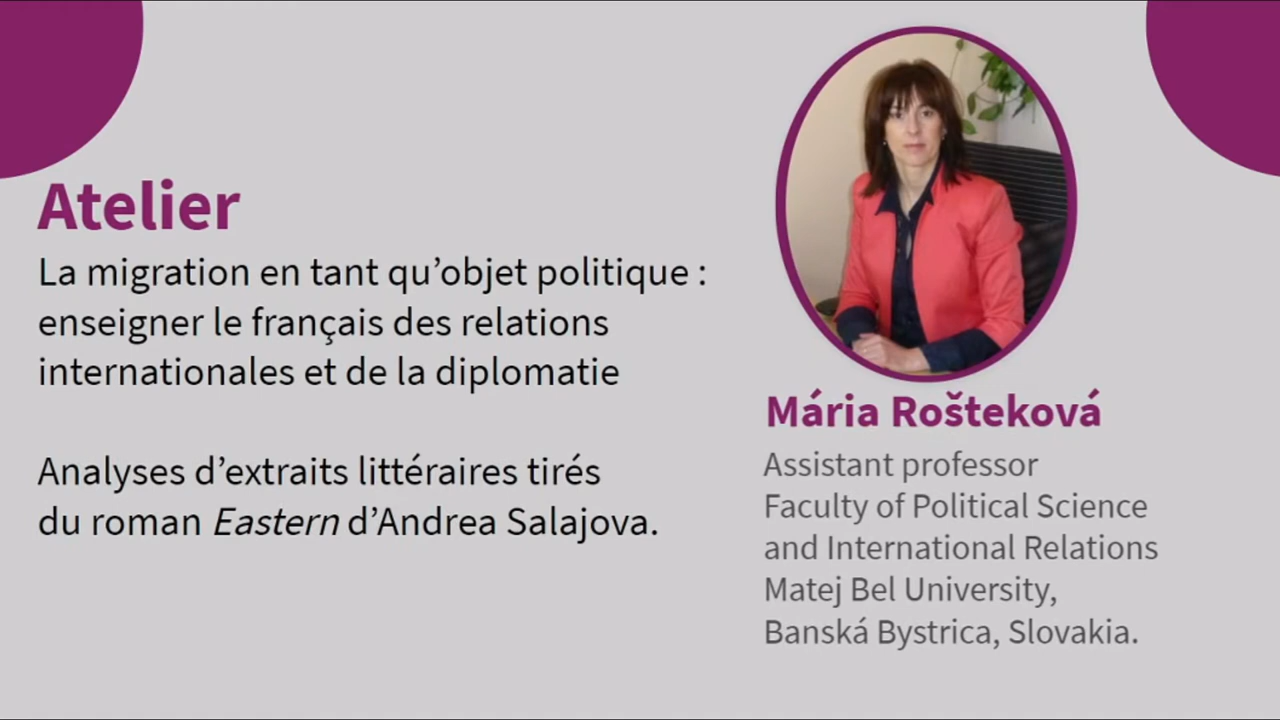 Atelier
La migration en tant qu’objet politique :
enseigner le français des relations
internationales et de la diplomatie
Analyses d’extraits littéraires tirés
du roman Eastern d’Andrea Salajova.
Mária Rošteková
Assistant professor
Faculty of Political Science
and International Relations
Matej Bel University,
Banská Bystrica, Slovakia.